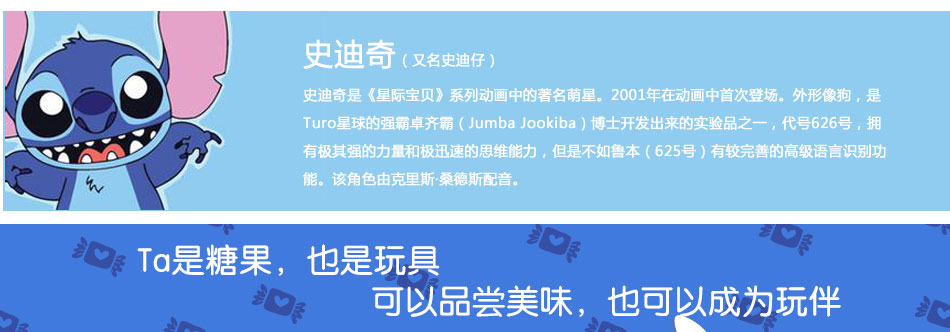 史迪奇（又名史迪仔）
史迪奇是《星际宝贝》系列动画中的著名萌星。2001年在动画中首次登场。外形像狗，是
Turo星球的强霸卓齐霸（Jumba Jookiba）博士开发出来的实验品之一，代号626号，拥
有极其强的力量和极迅速的思维能力，但是不如鲁本（625号）有较完善的高级语言识别功
能。该角色由克里斯·桑德斯配音。
Ta是糖果，也是玩具
可以品尝美味，也可以成为玩伴